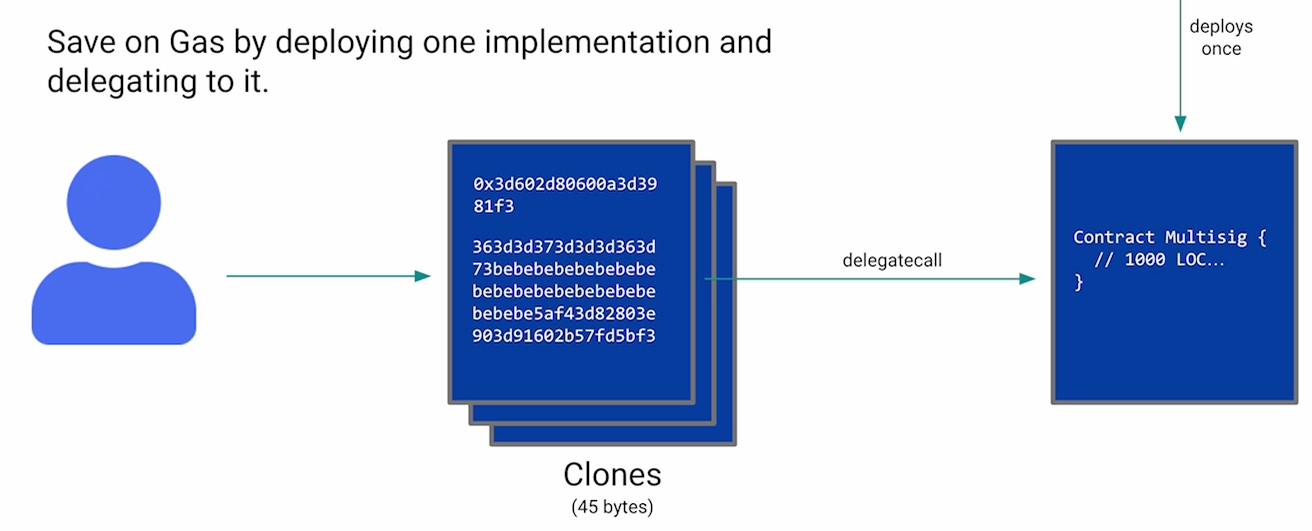 Save on Gas by deploying one implementation and
delegating to it.
deploys
once
0x3d602d80600a3d39
81f3
363d3d373d3d3d363d
73bebebebebebebebe
bebebebebebebebebe
bebebe5af43d82803e
903d91602b57fd5bf3
delegatecall
Contract Multisig {
// 1000 LOC...
}
Clones
(45 bytes)